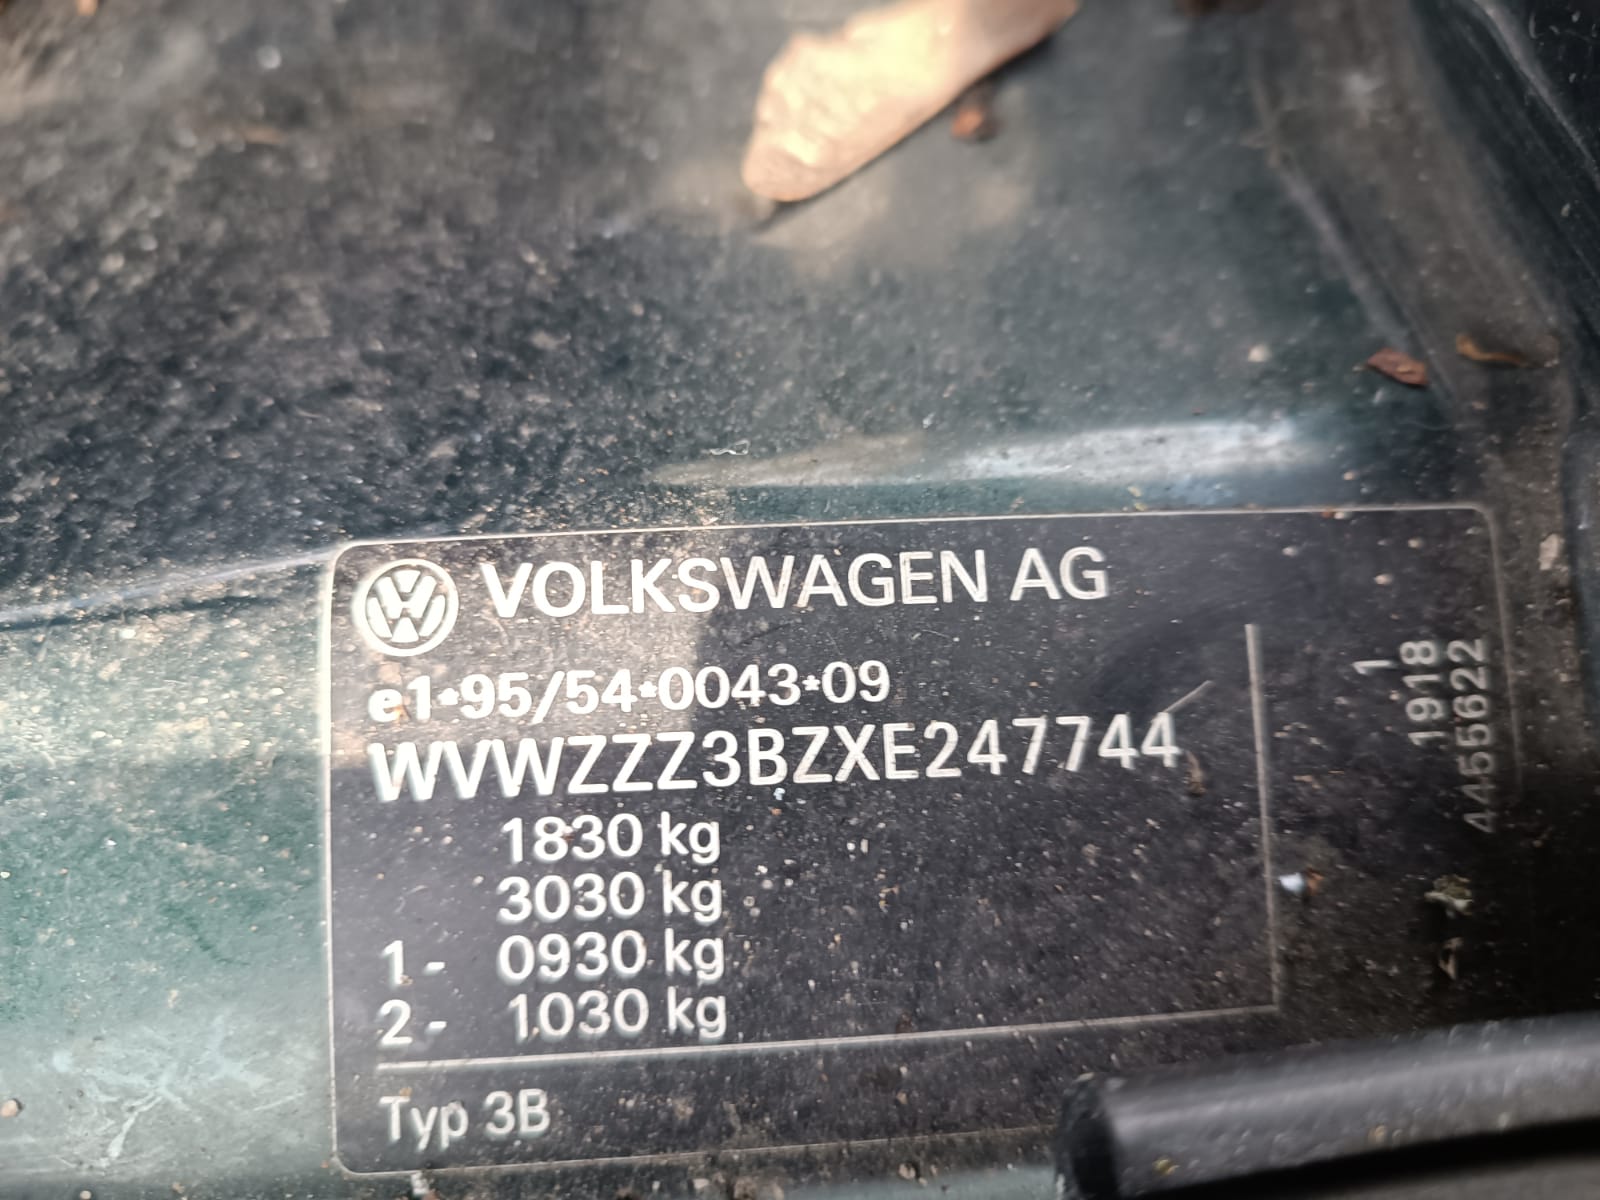 VOLKSWAGEN AG
e1*95/54*0043*09
WVWZZZ3BZXE247744
1830 kg
3030 kg
1- 0930 kg
2- 1030 kg
Typ 3B
1
1918
4455622